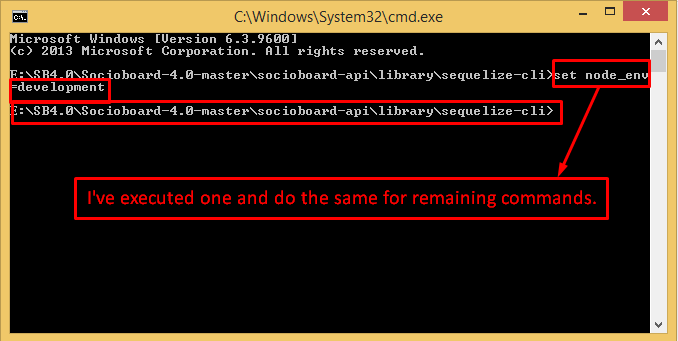 C:\Windows\System32\cmd.exe
Microsoft Windows [Version 6.3.9600]
(c) 2013 Microsoft Corporation. All rights reserved.
E:\SB4.0\Socioboard-4.0-master\socioboard-api\library\sequelize-cli>set node_env
=development
E:\SB4.0\Socioboard-4.0-master\socioboard-api\library\sequelize-cli>
I've executed one and do the same for remaining commands.